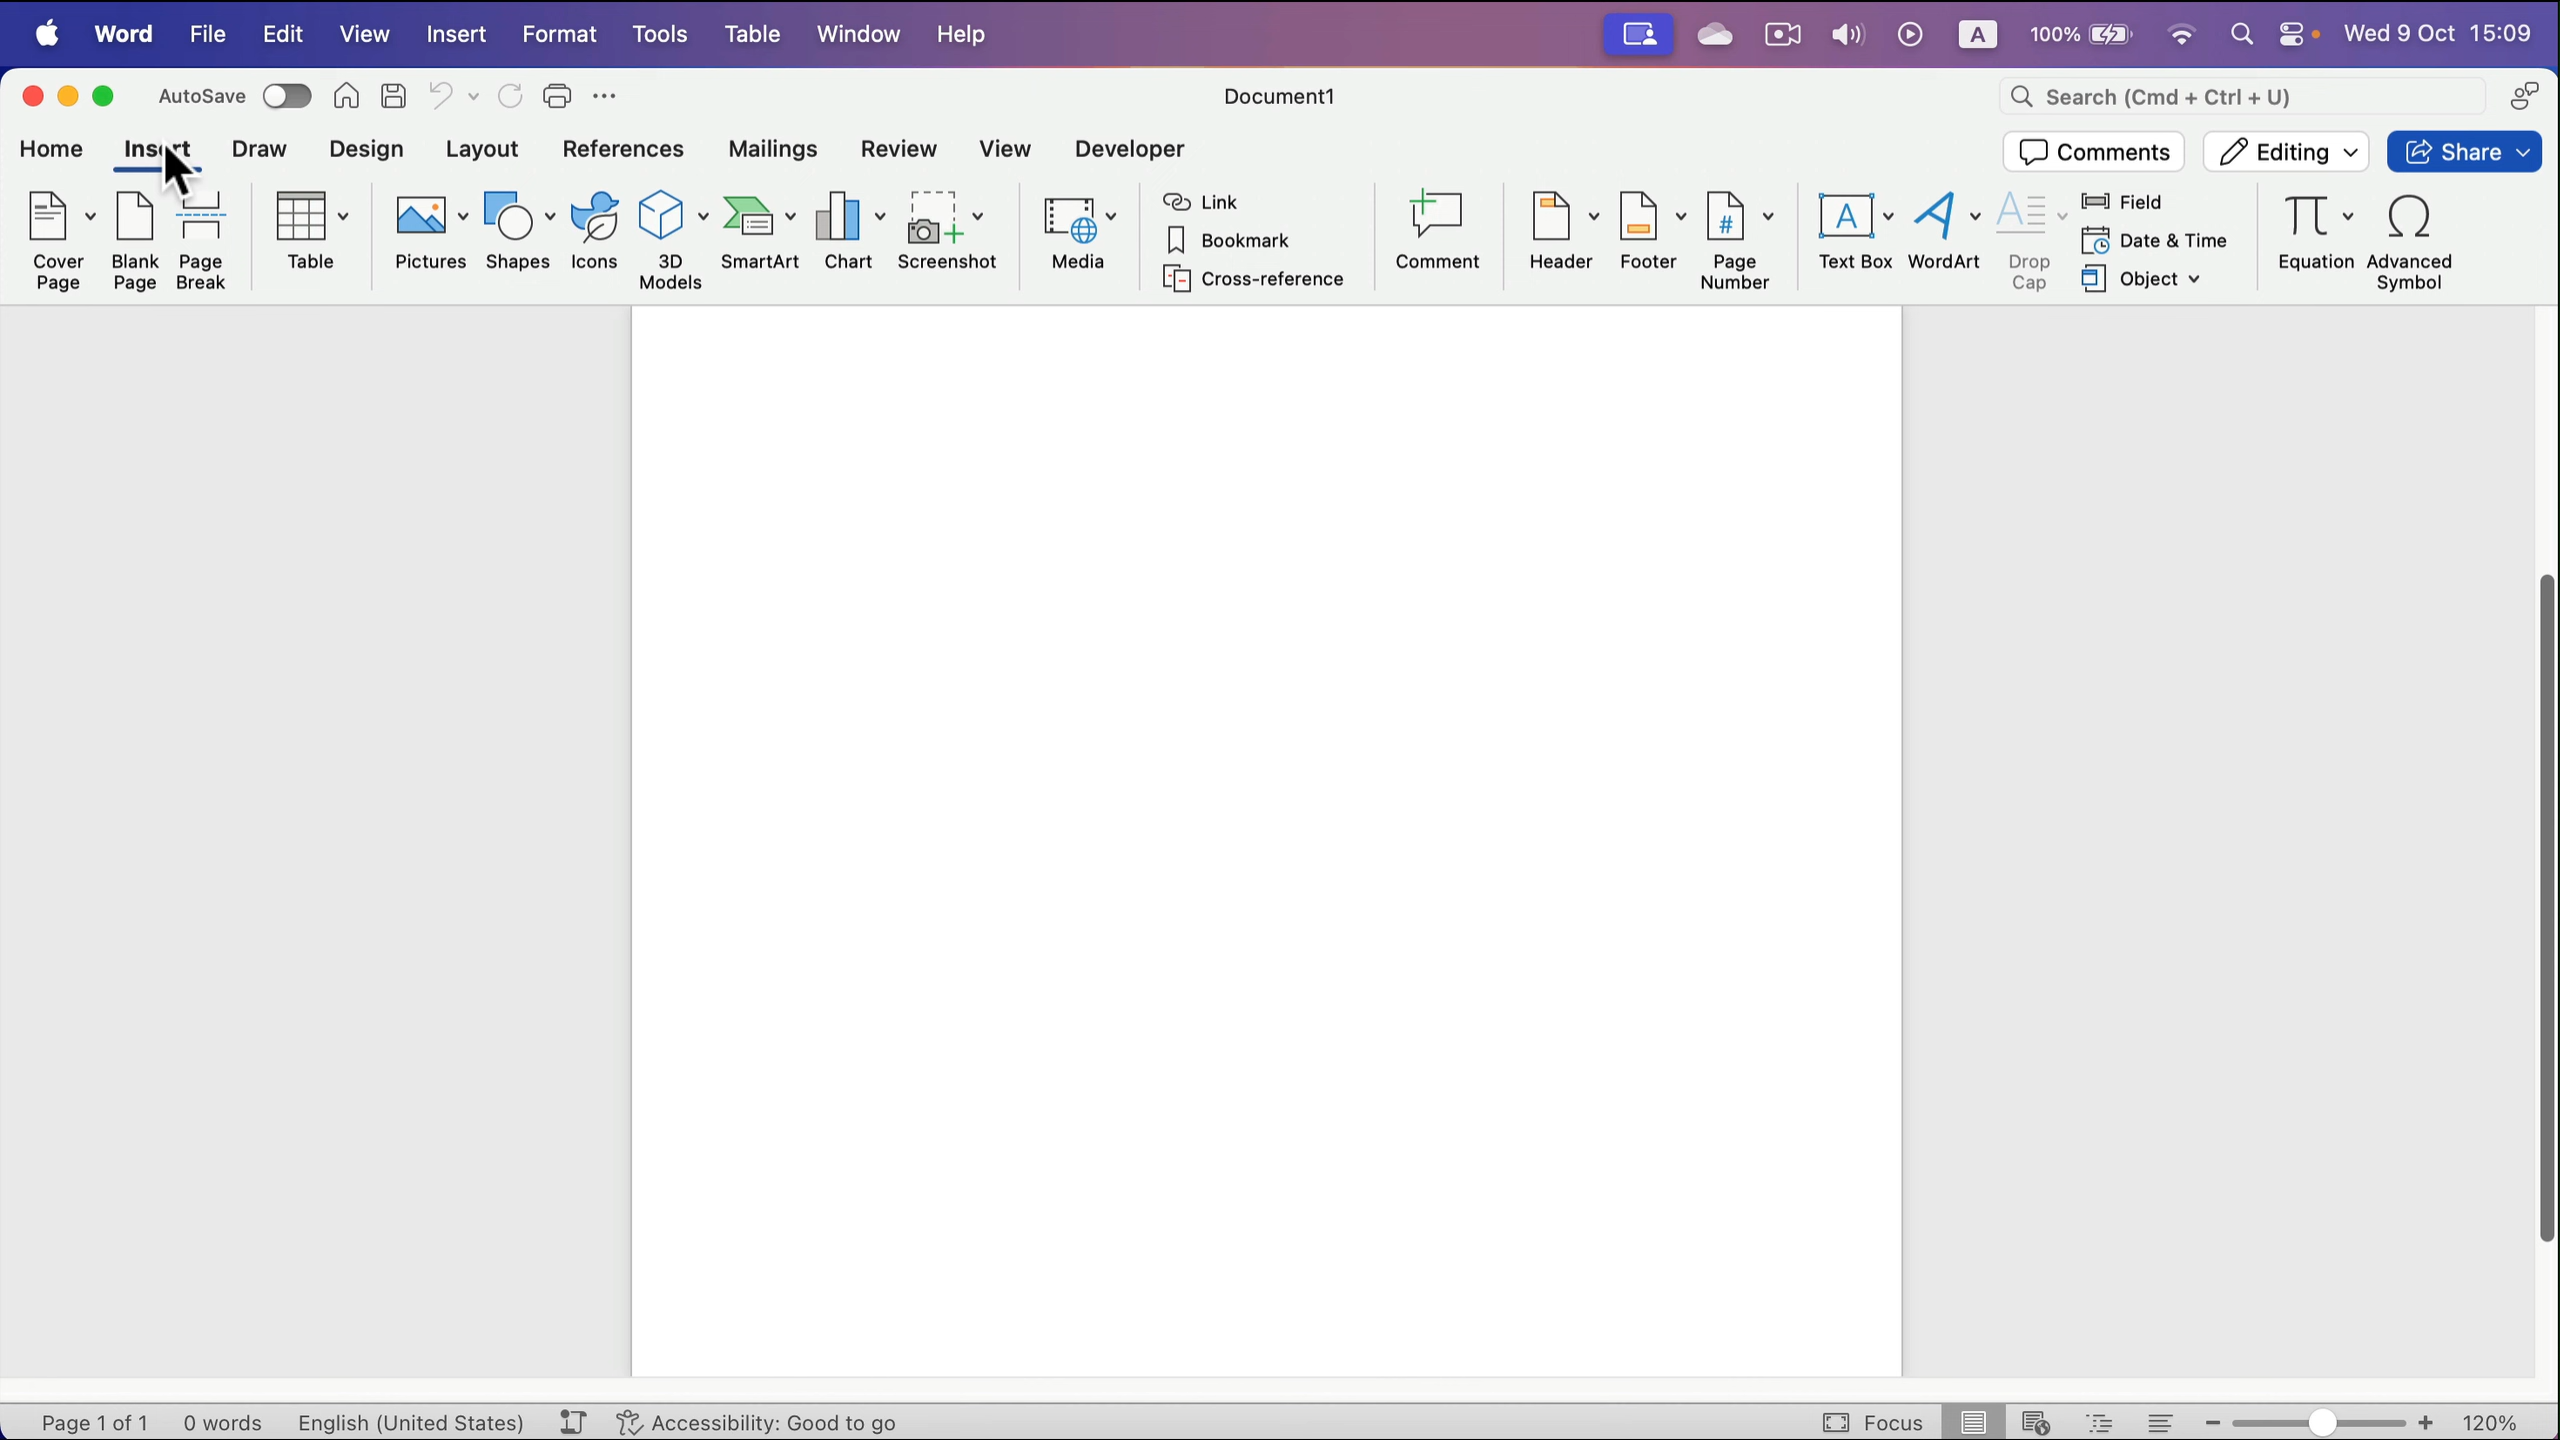 Word File Edit View Insert Format Tools Table Window Help A 100% Wed 9 Oct 15:09
AutoSave Document1 Search (Cmd + Ctrl + U)
Home Insert Draw Design Layout References Mailings Review View Developer Comments Editing Share
Cover Page
Blank Page
Page Break
Table
Pictures
Shapes
Icons
3D Models
SmartArt
Chart
Screenshot
Media
Link
Bookmark
Cross-reference
Comment
Header
Footer
Page Number
Text Box
WordArt
Drop Cap
Field
Date & Time
Object
Equation
Advanced Symbol
Page 1 of 1 0 words English (United States) Accessibility: Good to go Focus 120%